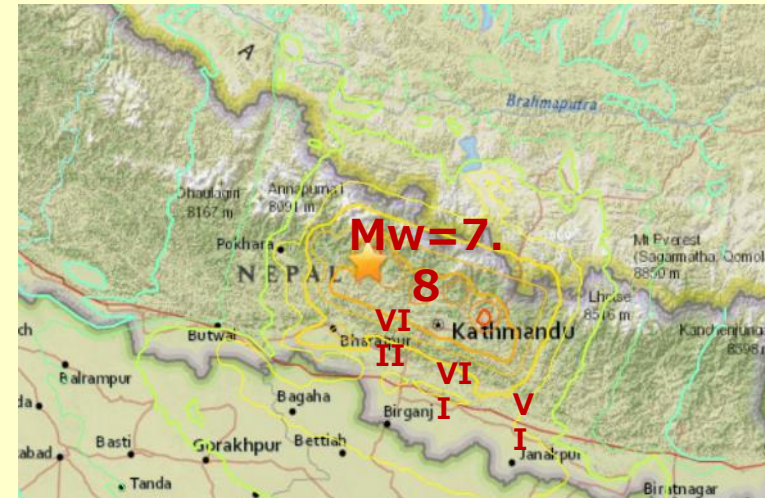 A
Brahmaputra
Dhaulagiri
8167 m
Annapurna I
8091 m
Mw=7.
8
Mt Everest
(Sagarmatha, Qomol
8850 m
Pokhara
NEPAL
Lhotse
8516 m
VI
II
Kathmandu
Kanchenjunga
8598 m
Butwal
Bharatpur
ch
VI
I
Balrampur
Bagaha
Birganj
V
I
da
Basti
Gorakhpur
Bettiah
Janakpur
abad
Tanda
Biratnagar